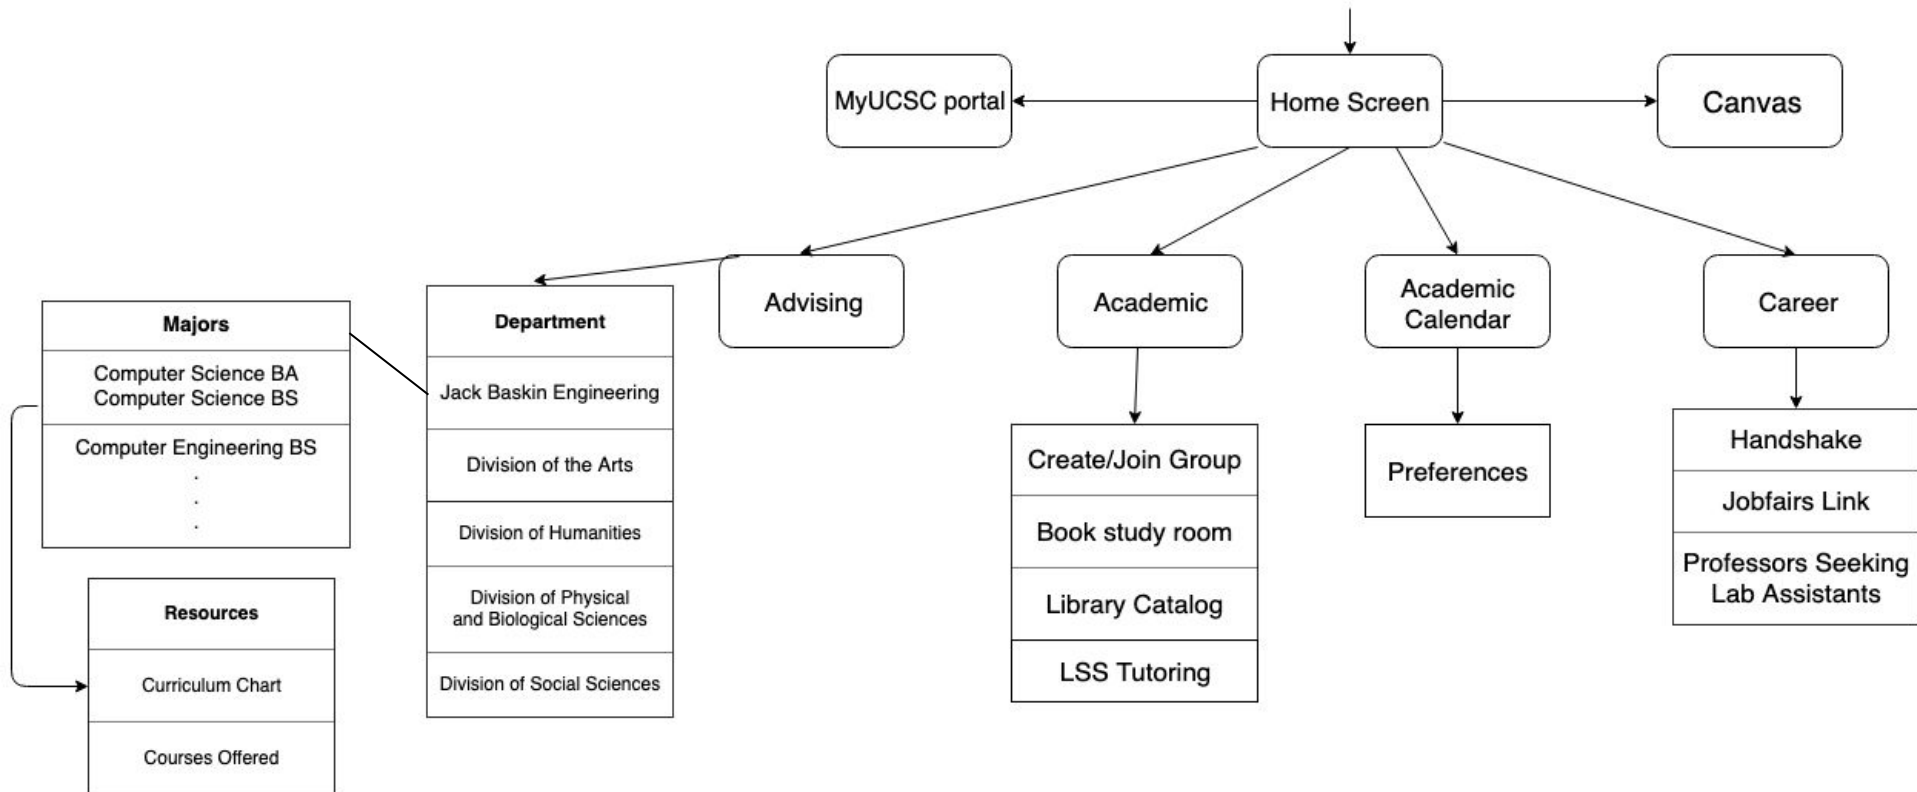 MyUCSC portal
Home Screen
Canvas
Advising
Academic
Academic
Calendar
Career
Majors
Computer Science BA
Computer Science BS
Computer Engineering BS
.
.
.
Resources
Curriculum Chart
Courses Offered
Department
Jack Baskin Engineering
Division of the Arts
Division of Humanities
Division of Physical
and Biological Sciences
Division of Social Sciences
Create/Join Group
Book study room
Library Catalog
LSS Tutoring
Preferences
Handshake
Jobfairs Link
Professors Seeking
Lab Assistants